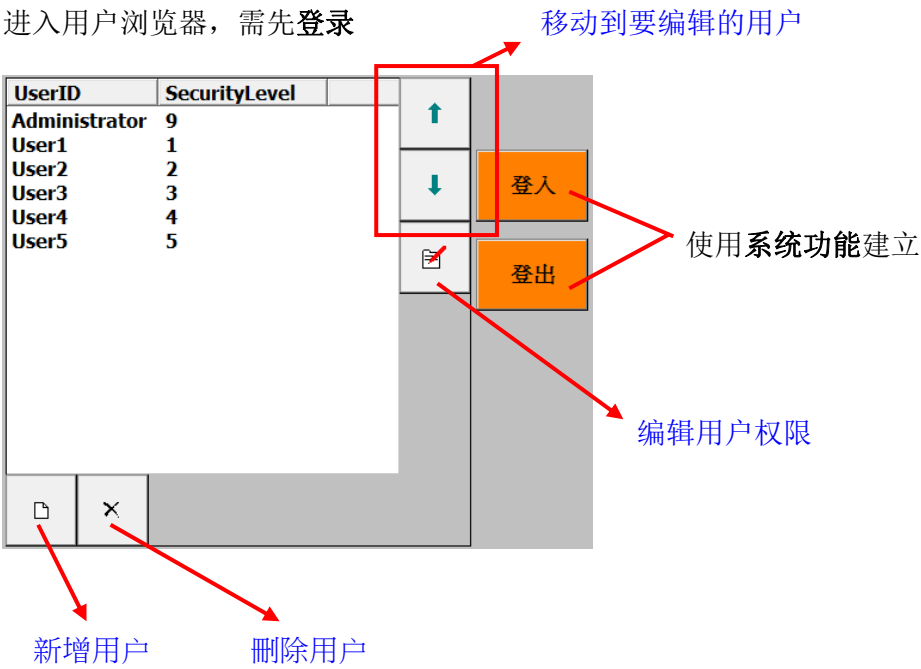 进入用户浏览器，需先登录
移动到要编辑的用户
UserID SecurityLevel
Administrator 9
User1 1
User2 2
User3 3
User4 4
User5 5
登入
登出
使用系统功能建立
编辑用户权限
新增用户
删除用户